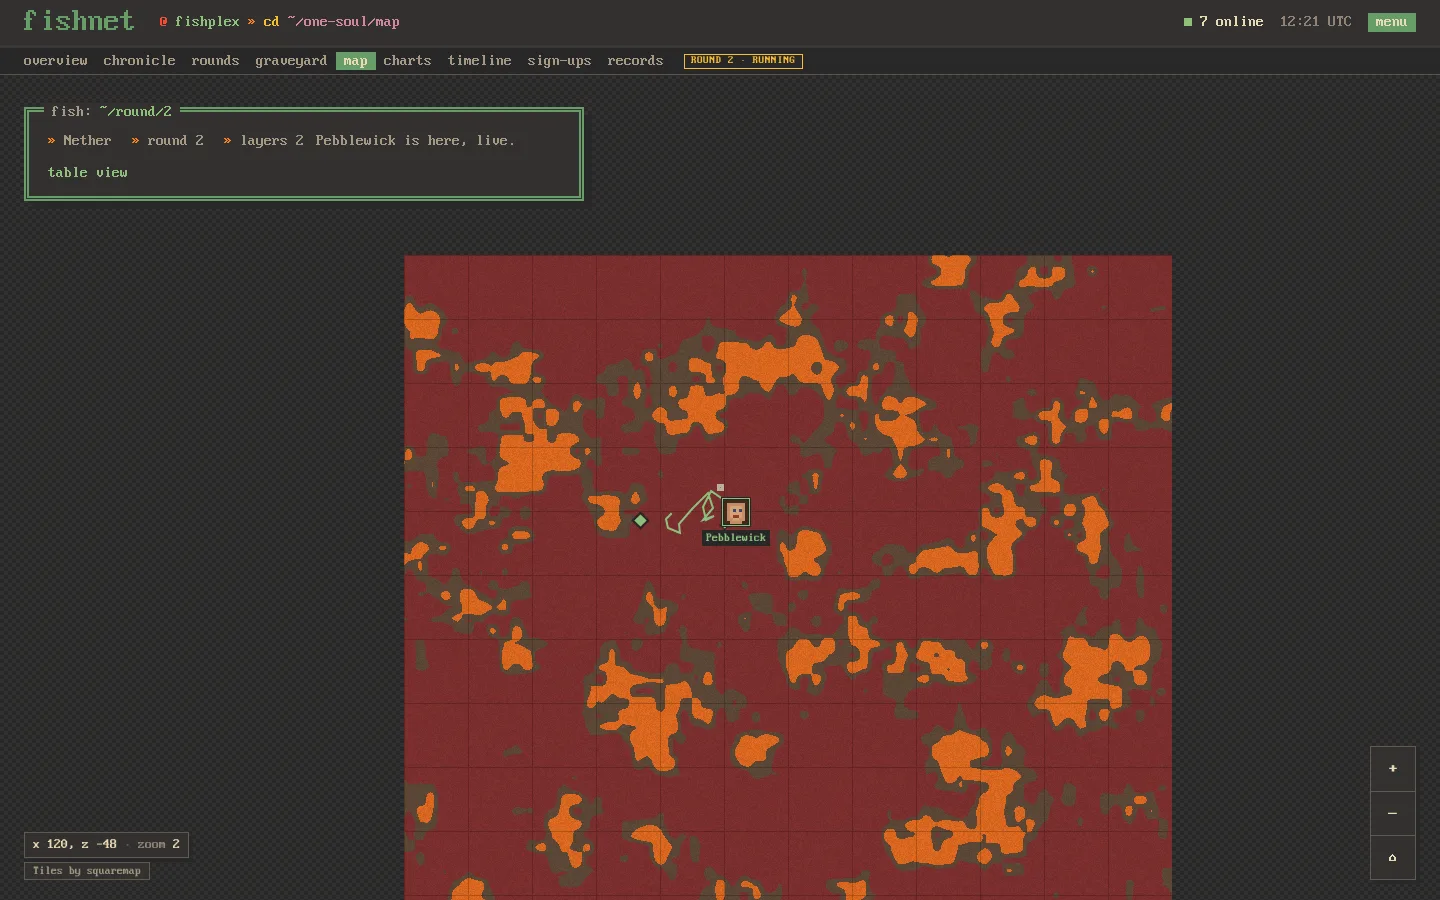 fishnet
@ fishplex » cd ~/one-soul/map
7 online 12:21 UTC menu
overview chronicle rounds graveyard map charts timeline sign-ups records ROUND 2 · RUNNING
fish: ~/round/2
» Nether » round 2 » layers 2 Pebblewick is here, live.
table view
Pebblewick
+
−
x 120, z -48 · zoom 2
Tiles by squaremap